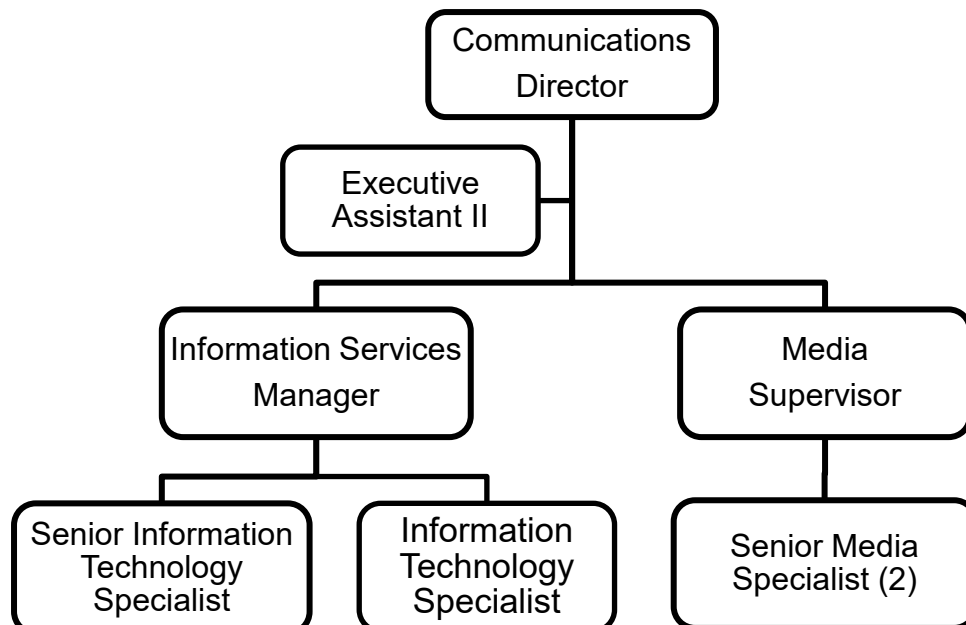 Communications
Director
Executive
Assistant II
Information Services
Manager
Media
Supervisor
Senior Information
Technology
Specialist
Information
Technology
Specialist
Senior Media
Specialist (2)